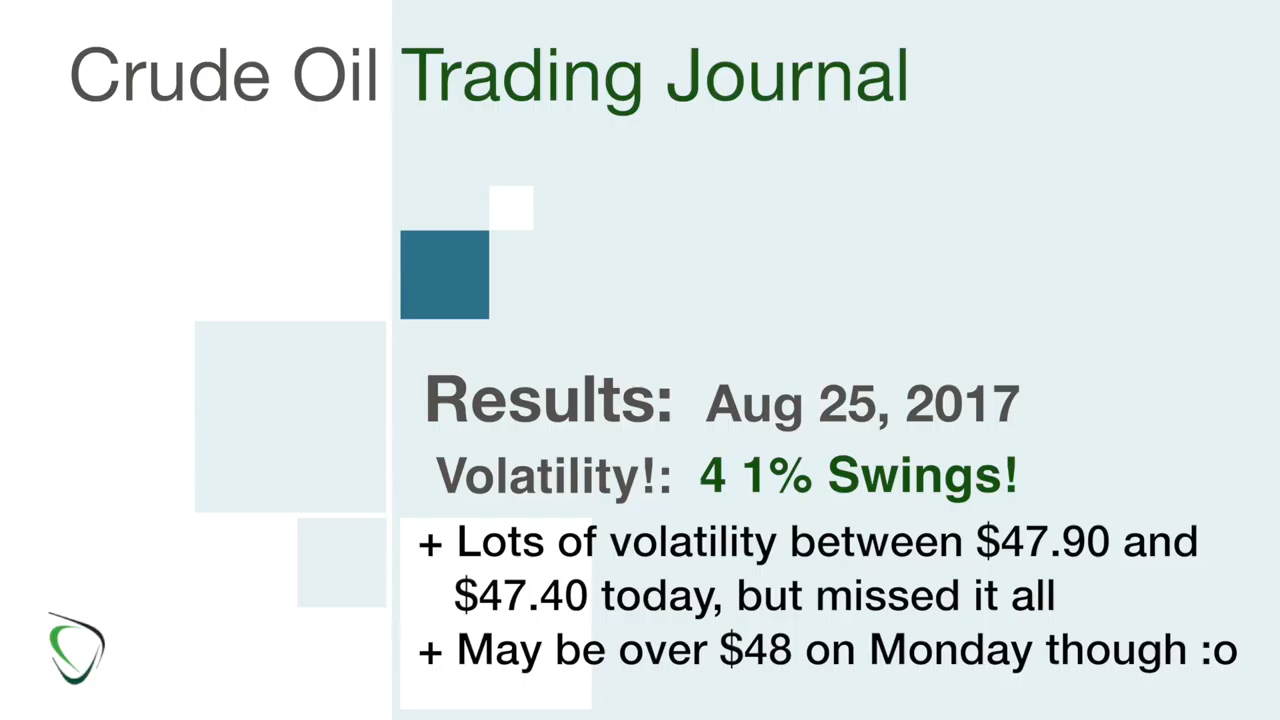 Crude Oil Trading Journal
Results: Aug 25, 2017
Volatility!: 4 1% Swings!
+ Lots of volatility between $47.90 and
$47.40 today, but missed it all
+ May be over $48 on Monday though :o